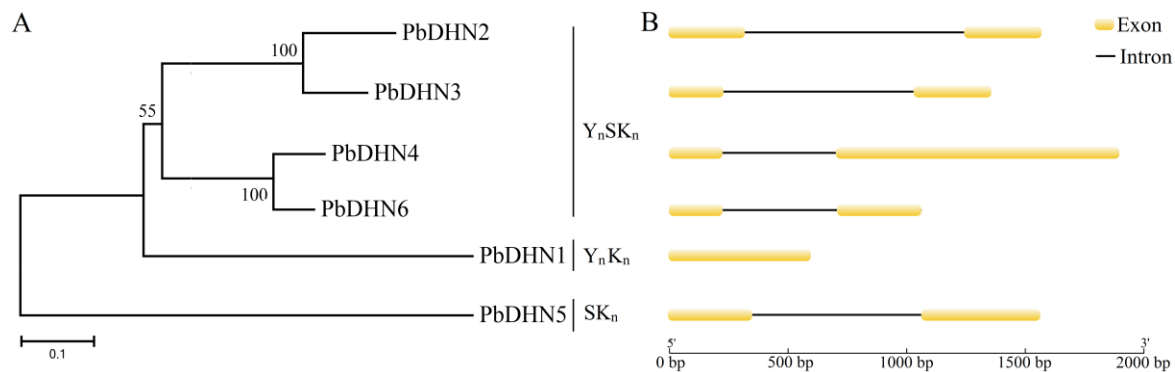 A
PbDHN2
100
PbDHN3
55
PbDHN4
100
PbDHN6
PbDHN1
PbDHN5
YₙSKₙ
YₙKₙ
SKₙ
0.1
B
Exon
Intron
5'
3'
0 bp
500 bp
1000 bp
1500 bp
2000 bp